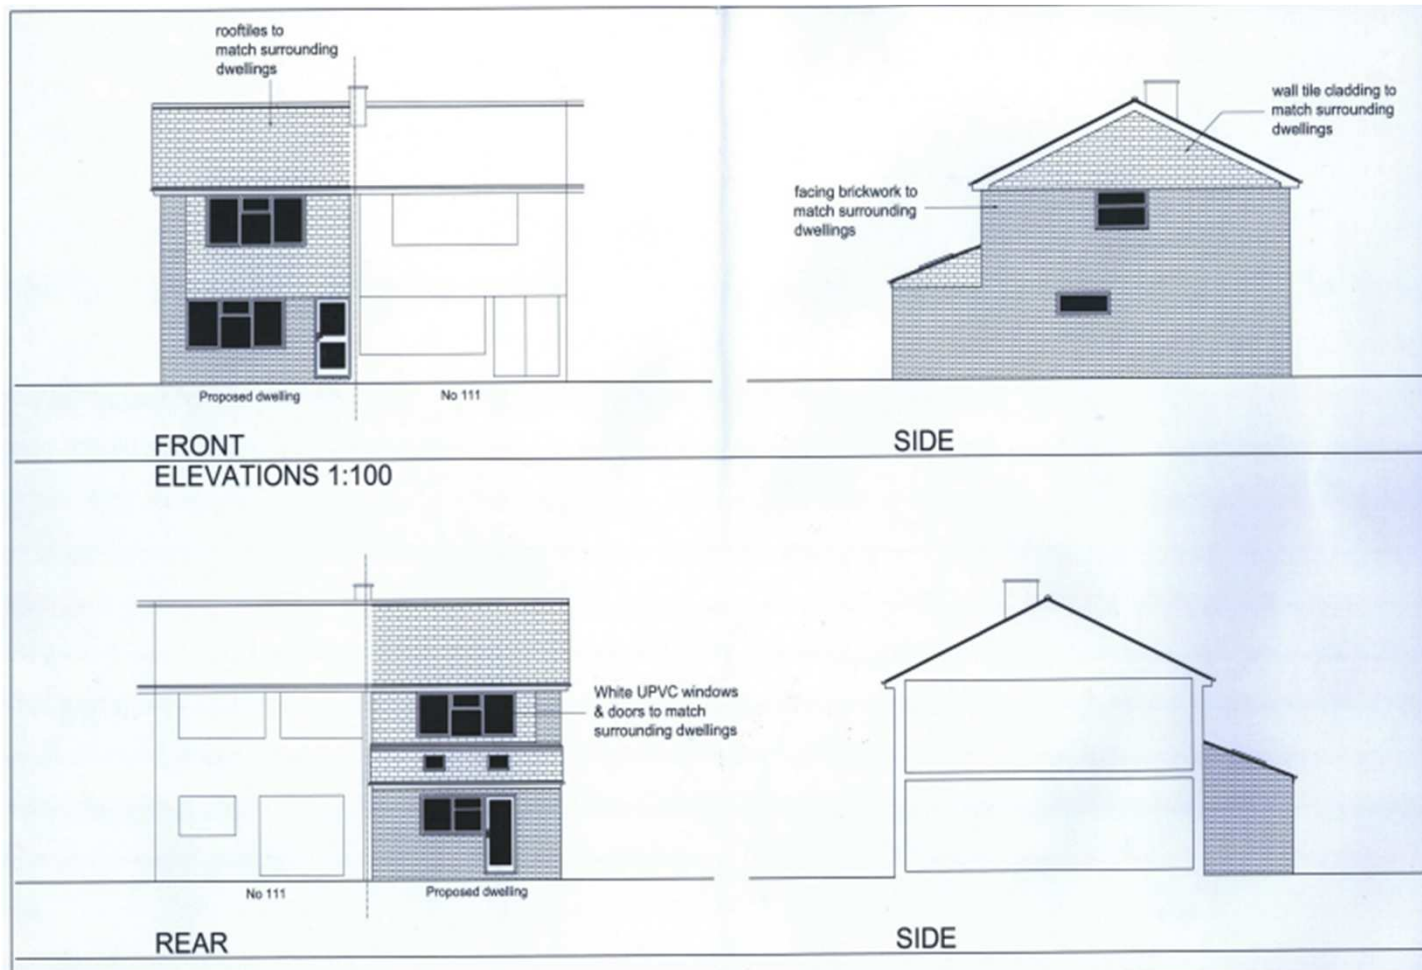 rooftiles to
match surrounding
dwellings
wall tile cladding to
match surrounding
dwellings
facing brickwork to
match surrounding
dwellings
Proposed dwelling
No 111
FRONT
SIDE
ELEVATIONS 1:100
White UPVC windows
& doors to match
surrounding dwellings
No 111
Proposed dwelling
REAR
SIDE